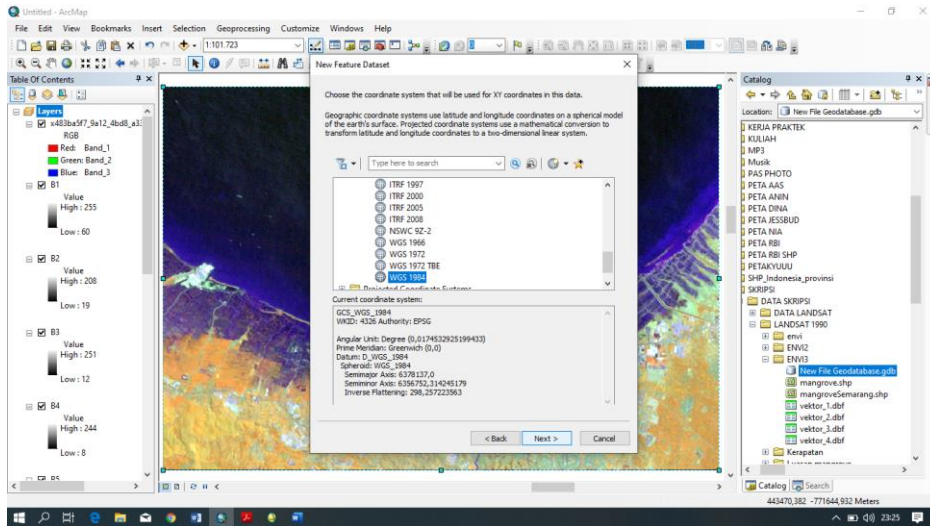 Untitled - ArcMap
File Edit View Bookmarks Insert Selection Geoprocessing Customize Windows Help
1:101.723
Table Of Contents
Layers
RGB
Red: Band_1
Green: Band_2
Blue: Band_3
B1
Value
High : 255
Low : 60
B2
Value
High : 208
Low : 19
B3
Value
High : 251
Low : 12
B4
Value
High : 244
Low : 8
New Feature Dataset
Choose the coordinate system that will be used for XY coordinates in this data.
Geographic coordinate systems use latitude and longitude coordinates on a spherical model
of the earth's surface. Projected coordinate systems use a mathematical conversion to
transform latitude and longitude coordinates to a two-dimensional linear system.
Type here to search
ITRF 1997
ITRF 2000
ITRF 2005
ITRF 2008
NSWC 9Z-2
WGS 1966
WGS 1972
WGS 1972 TBE
WGS 1984
Projected Coordinate Systems
Current coordinate system:
GCS_WGS_1984
WKID: 4326 Authority: EPSG
Angular Unit: Degree (0,0174532925199433)
Prime Meridian: Greenwich (0,0)
Datum: D_WGS_1984
Spheroid: WGS_1984
Semimajor Axis: 6378137,0
Semiminor Axis: 6356752,314245179
Inverse Flattening: 298,257223563
< Back Next > Cancel
Catalog
Location: New File Geodatabase.gdb
KERJA PRAKTEK
KULIAH
MP3
Musik
PAS PHOTO
PETA AAS
PETA ANIN
PETA DINA
PETA JESSBUD
PETA NIA
PETA RBI
PETA RBI SHP
PETAKYUUU
SHP_Indonesia_provinsi
SKRIPSI
DATA SKRIPSI
DATA LANDSAT
LANDSAT 1990
envi
ENVI2
ENVI3
New File Geodatabase.gdb
mangrove.shp
mangroveSemarang.shp
vektor_1.dbf
vektor_2.dbf
vektor_3.dbf
vektor_4.dbf
Kerapatan
Catalog Search
443470,382 -771644,932 Meters
23:25